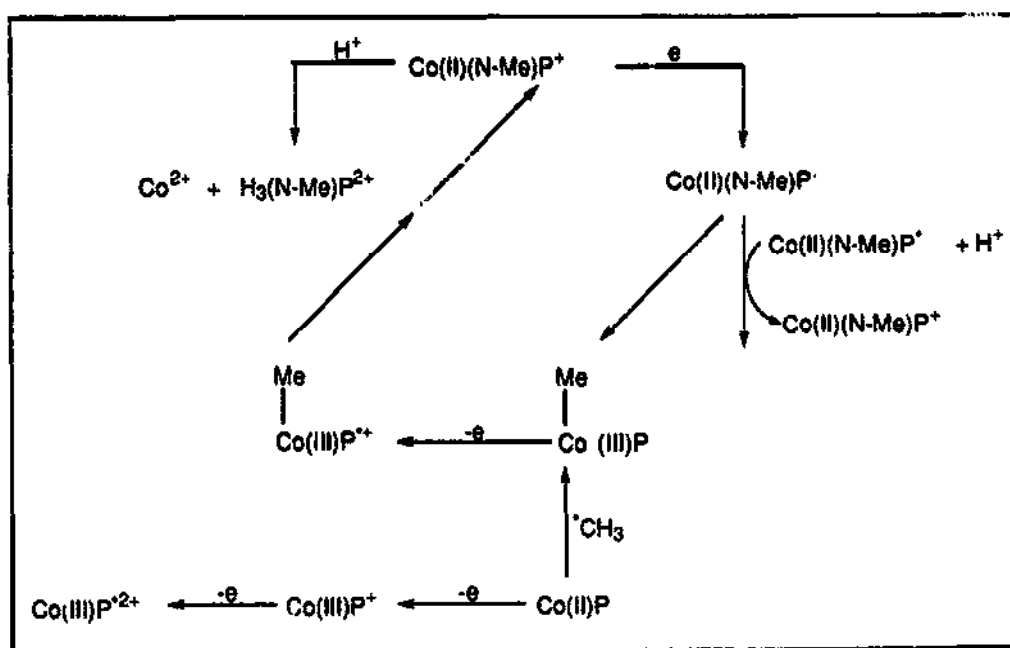 H⁺ Co(II)(N-Me)P⁺ e
Co²⁺ + H₃(N-Me)P²⁺ Co(II)(N-Me)P·
Co(II)(N-Me)P• + H⁺
Co(II)(N-Me)P⁺
Me Me
Co(III)P•⁺ -e Co (III)P
•CH₃
Co(III)P•²⁺ -e Co(III)P⁺ -e Co(II)P